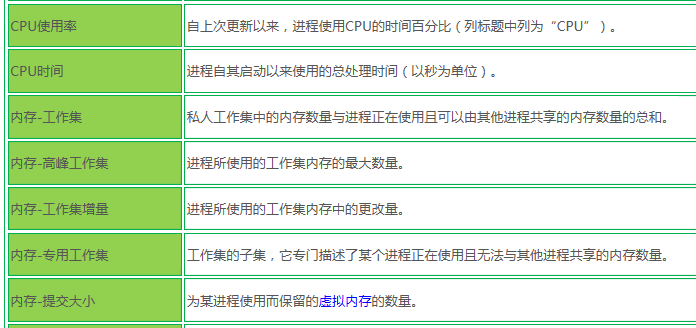 CPU使用率
自上次更新以来，进程使用CPU的时间百分比（列标题中列为“CPU”）。
CPU时间
进程自其启动以来使用的总处理时间（以秒为单位）。
内存-工作集
私人工作集中的内存数量与进程正在使用且可以由其他进程共享的内存数量的总和。
内存-高峰工作集
进程所使用的工作集内存的最大数量。
内存-工作集增量
进程所使用的工作集内存中的更改量。
内存-专用工作集
工作集的子集，它专门描述了某个进程正在使用且无法与其他进程共享的内存数量。
内存-提交大小
为某进程使用而保留的虚拟内存的数量。